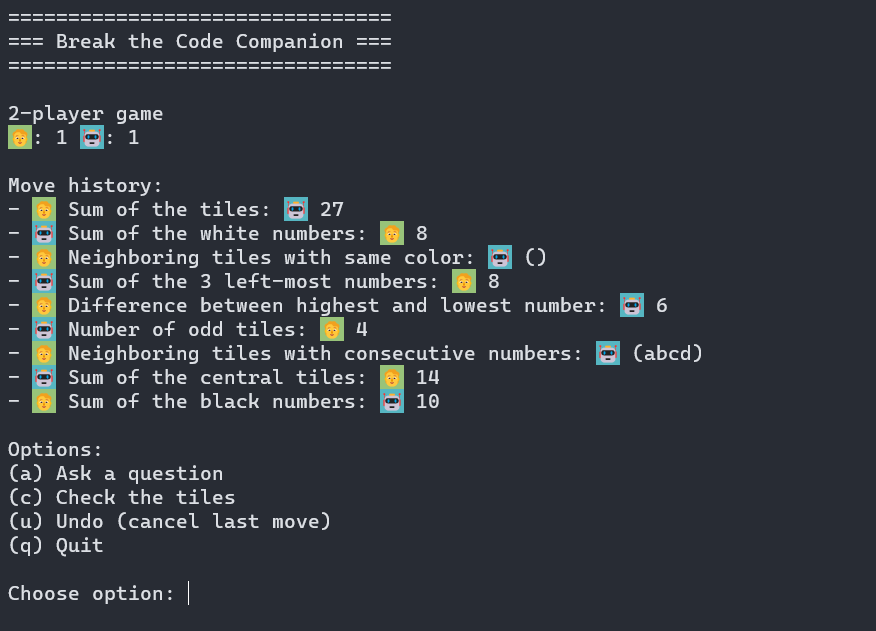 ================================
=== Break the Code Companion ===
================================
2-player game
👩: 1 🤖: 1
Move history:
- 👩 Sum of the tiles: 🤖 27
- 🤖 Sum of the white numbers: 👩 8
- 👩 Neighboring tiles with same color: 🤖 ()
- 🤖 Sum of the 3 left-most numbers: 👩 8
- 👩 Difference between highest and lowest number: 🤖 6
- 🤖 Number of odd tiles: 👩 4
- 👩 Neighboring tiles with consecutive numbers: 🤖 (abcd)
- 🤖 Sum of the central tiles: 👩 14
- 👩 Sum of the black numbers: 🤖 10
Options:
(a) Ask a question
(c) Check the tiles
(u) Undo (cancel last move)
(q) Quit
Choose option: